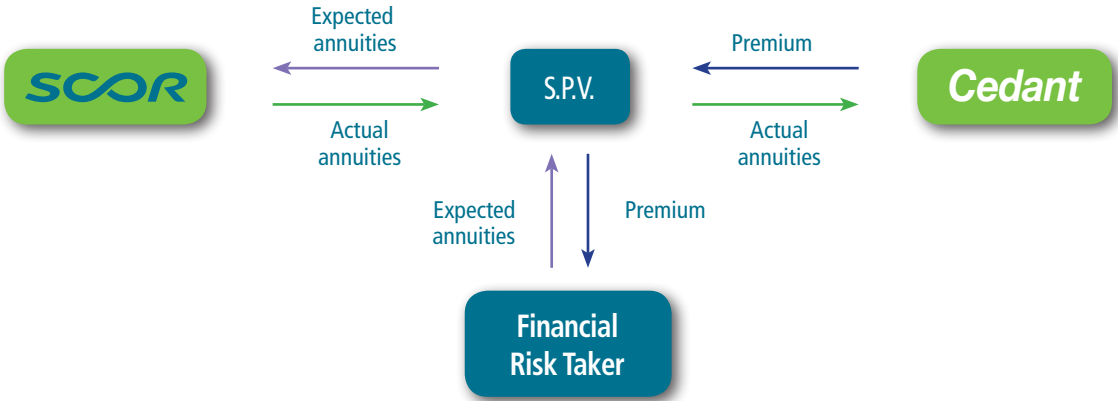 Expected
annuities
Premium
SCOR
S.P.V.
Cedant
Actual
annuities
Actual
annuities
Expected
annuities
Premium
Financial
Risk Taker